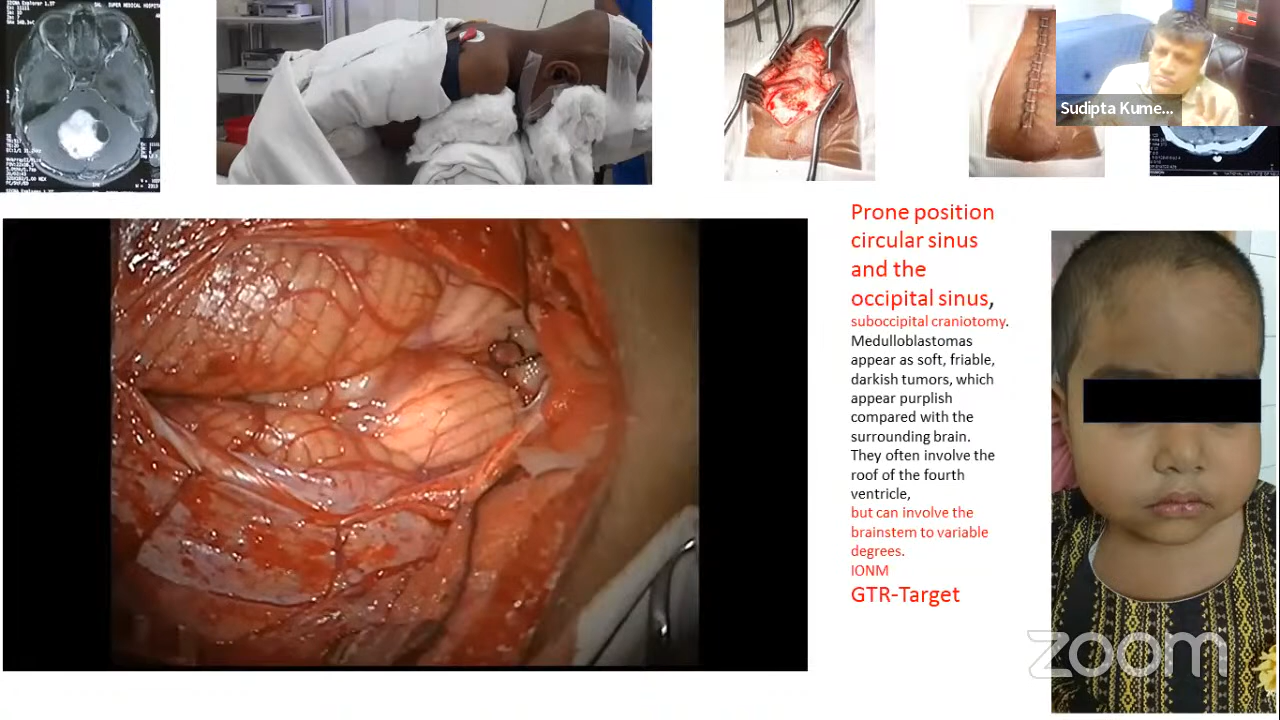 Sudipta Kume...
Prone position
circular sinus
and the
occipital sinus,
suboccipital craniotomy.
Medulloblastomas
appear as soft, friable,
darkish tumors, which
appear purplish
compared with the
surrounding brain.
They often involve the
roof of the fourth
ventricle,
but can involve the
brainstem to variable
degrees.
IONM
GTR-Target
zoom